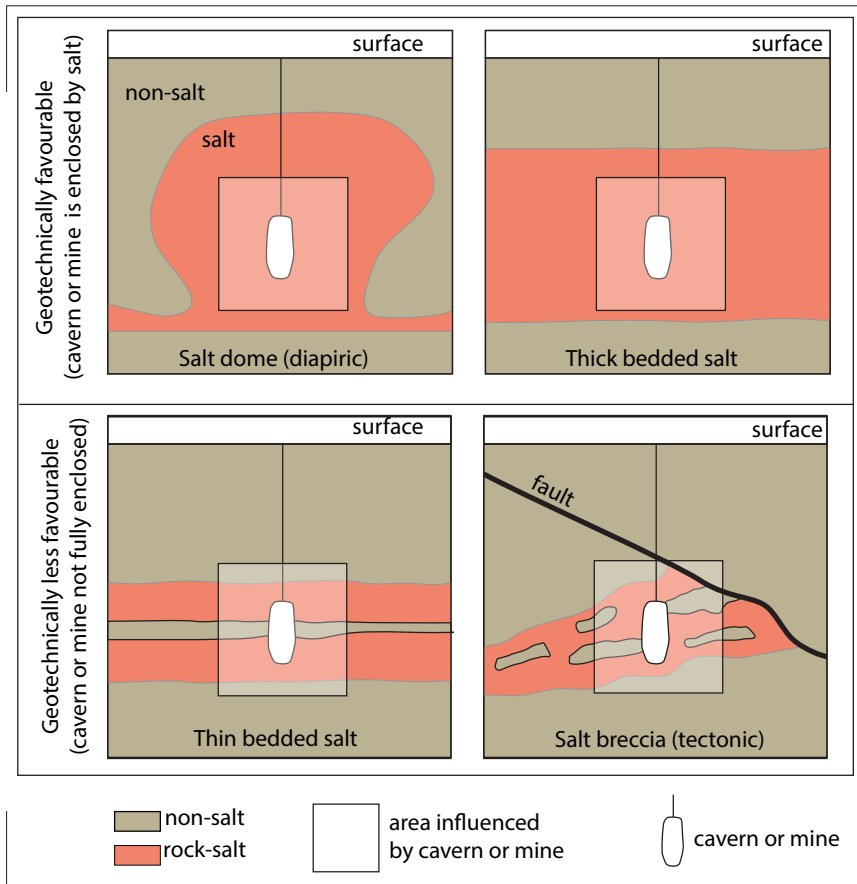 Geotechnically favourable
(cavern or mine is enclosed by salt)
surface
non-salt
salt
Salt dome (diapiric)
surface
Thick bedded salt
Geotechnically less favourable
(cavern or mine not fully enclosed)
surface
Thin bedded salt
surface
fault
Salt breccia (tectonic)
non-salt
rock-salt
area influenced
by cavern or mine
cavern or mine